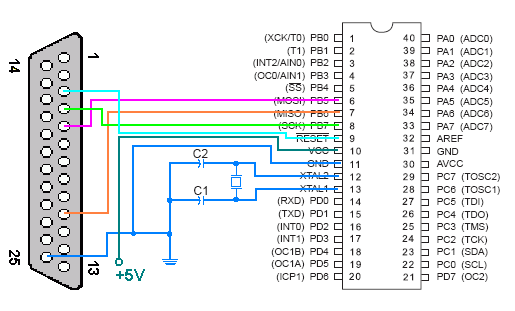 1
14
25
13
+5V
C2
C1
(XCK/T0) PB0 1 40 PA0 (ADC0)
(T1) PB1 2 39 PA1 (ADC1)
(INT2/AIN0) PB2 3 38 PA2 (ADC2)
(OC0/AIN1) PB3 4 37 PA3 (ADC3)
(SS) PB4 5 36 PA4 (ADC4)
(MOSI) PB5 6 35 PA5 (ADC5)
(MISO) PB6 7 34 PA6 (ADC6)
(SCK) PB7 8 33 PA7 (ADC7)
RESET 9 32 AREF
VCC 10 31 GND
GND 11 30 AVCC
XTAL2 12 29 PC7 (TOSC2)
XTAL1 13 28 PC6 (TOSC1)
(RXD) PD0 14 27 PC5 (TDI)
(TXD) PD1 15 26 PC4 (TDO)
(INT0) PD2 16 25 PC3 (TMS)
(INT1) PD3 17 24 PC2 (TCK)
(OC1B) PD4 18 23 PC1 (SDA)
(OC1A) PD5 19 22 PC0 (SCL)
(ICP1) PD6 20 21 PD7 (OC2)